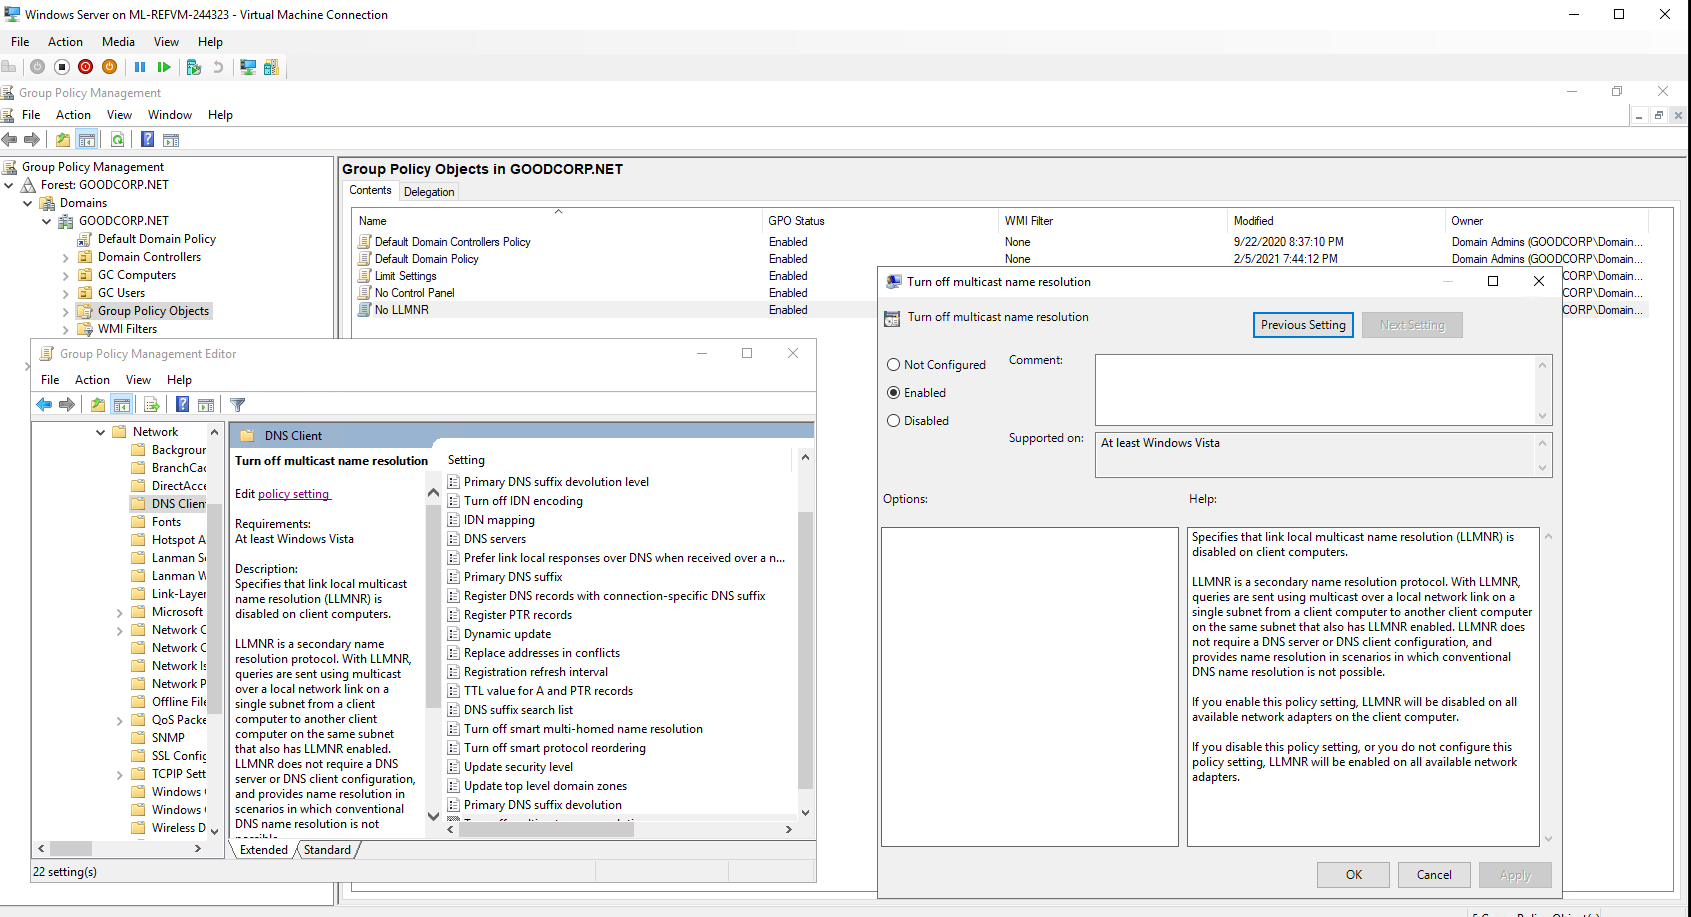 Windows Server on ML-REFVM-244323 - Virtual Machine Connection
File Action Media View Help
Group Policy Management
File Action View Window Help
Group Policy Management
Forest: GOODCORP.NET
Domains
GOODCORP.NET
Default Domain Policy
Domain Controllers
GC Computers
GC Users
Group Policy Objects
WMI Filters
Group Policy Objects in GOODCORP.NET
Contents Delegation
Name GPO Status WMI Filter Modified Owner
Default Domain Controllers Policy Enabled None 9/22/2020 8:37:10 PM Domain Admins (GOODCORP\Domain...
Default Domain Policy Enabled None 2/5/2021 7:44:12 PM Domain Admins (GOODCORP\Domain...
Limit Settings Enabled CORP\Domain...
No Control Panel Enabled CORP\Domain...
No LLMNR Enabled CORP\Domain...
Group Policy Management Editor
File Action View Help
Network
Backgrour
BranchCac
DirectAcce
DNS Clien
Fonts
Hotspot A
Lanman Se
Lanman W
Link-Layer
Microsoft
Network C
Network C
Network Is
Network P
Offline File
QoS Packe
SNMP
SSL Config
TCPIP Sett
Windows
Windows
Wireless D
DNS Client
Turn off multicast name resolution
Edit policy setting
Requirements:
At least Windows Vista
Description:
Specifies that link local multicast
name resolution (LLMNR) is
disabled on client computers.
LLMNR is a secondary name
resolution protocol. With LLMNR,
queries are sent using multicast
over a local network link on a
single subnet from a client
computer to another client
computer on the same subnet
that also has LLMNR enabled.
LLMNR does not require a DNS
server or DNS client configuration,
and provides name resolution in
scenarios in which conventional
DNS name resolution is not
possible.
Setting
Primary DNS suffix devolution level
Turn off IDN encoding
IDN mapping
DNS servers
Prefer link local responses over DNS when received over a n...
Primary DNS suffix
Register DNS records with connection-specific DNS suffix
Register PTR records
Dynamic update
Replace addresses in conflicts
Registration refresh interval
TTL value for A and PTR records
DNS suffix search list
Turn off smart multi-homed name resolution
Turn off smart protocol reordering
Update security level
Update top level domain zones
Primary DNS suffix devolution
Extended Standard
22 setting(s)
Turn off multicast name resolution
Turn off multicast name resolution
Previous Setting Next Setting
Not Configured
Enabled
Disabled
Comment:
Supported on:
At least Windows Vista
Options:
Help:
Specifies that link local multicast name resolution (LLMNR) is
disabled on client computers.
LLMNR is a secondary name resolution protocol. With LLMNR,
queries are sent using multicast over a local network link on a
single subnet from a client computer to another client computer
on the same subnet that also has LLMNR enabled. LLMNR does
not require a DNS server or DNS client configuration, and
provides name resolution in scenarios in which conventional
DNS name resolution is not possible.
If you enable this policy setting, LLMNR will be disabled on all
available network adapters on the client computer.
If you disable this policy setting, or you do not configure this
policy setting, LLMNR will be enabled on all available network
adapters.
OK Cancel Apply